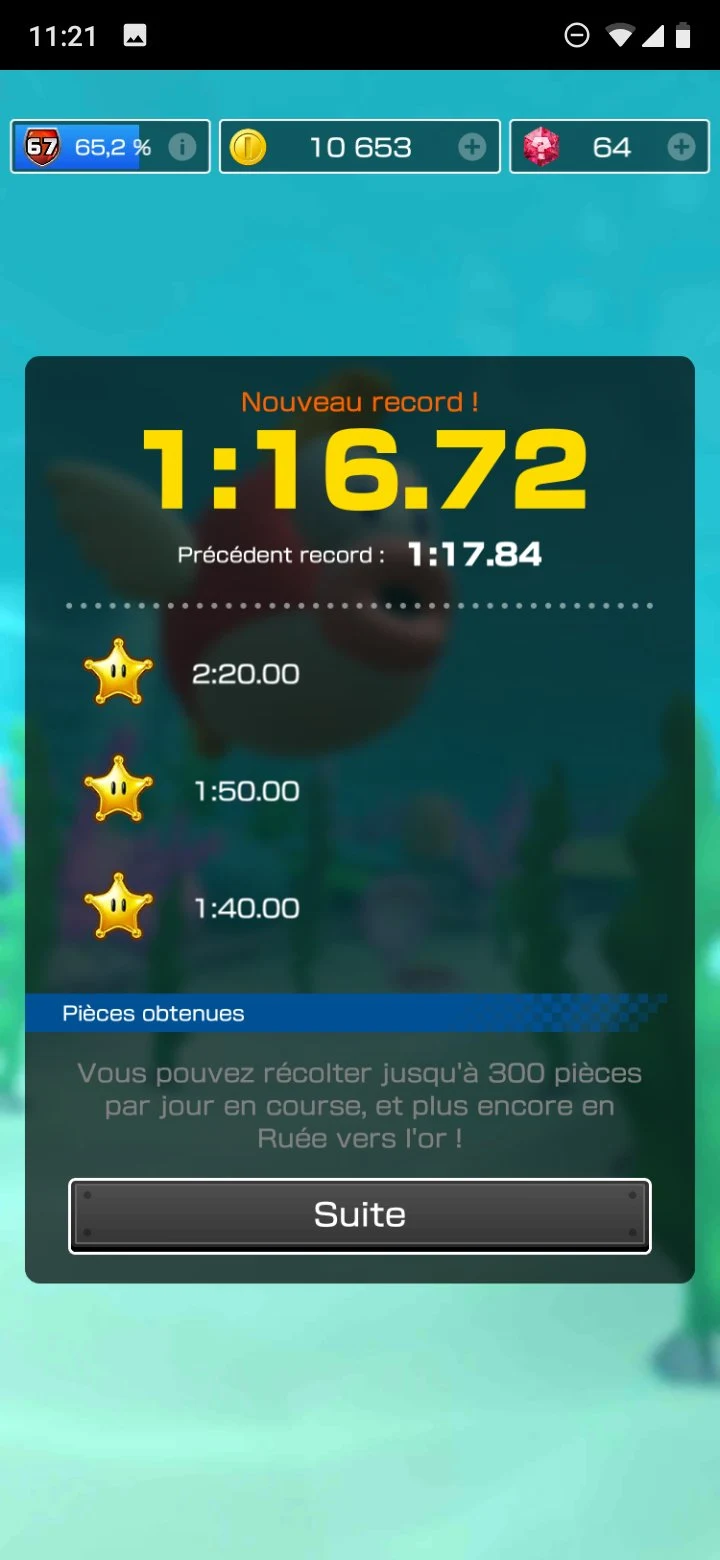 11:21
67 65,2 % i 10 653 + ? 64 +
Nouveau record !
1:16.72
Précédent record : 1:17.84
2:20.00
1:50.00
1:40.00
Pièces obtenues
Vous pouvez récolter jusqu'à 300 pièces
par jour en course, et plus encore en
Ruée vers l'or !
Suite